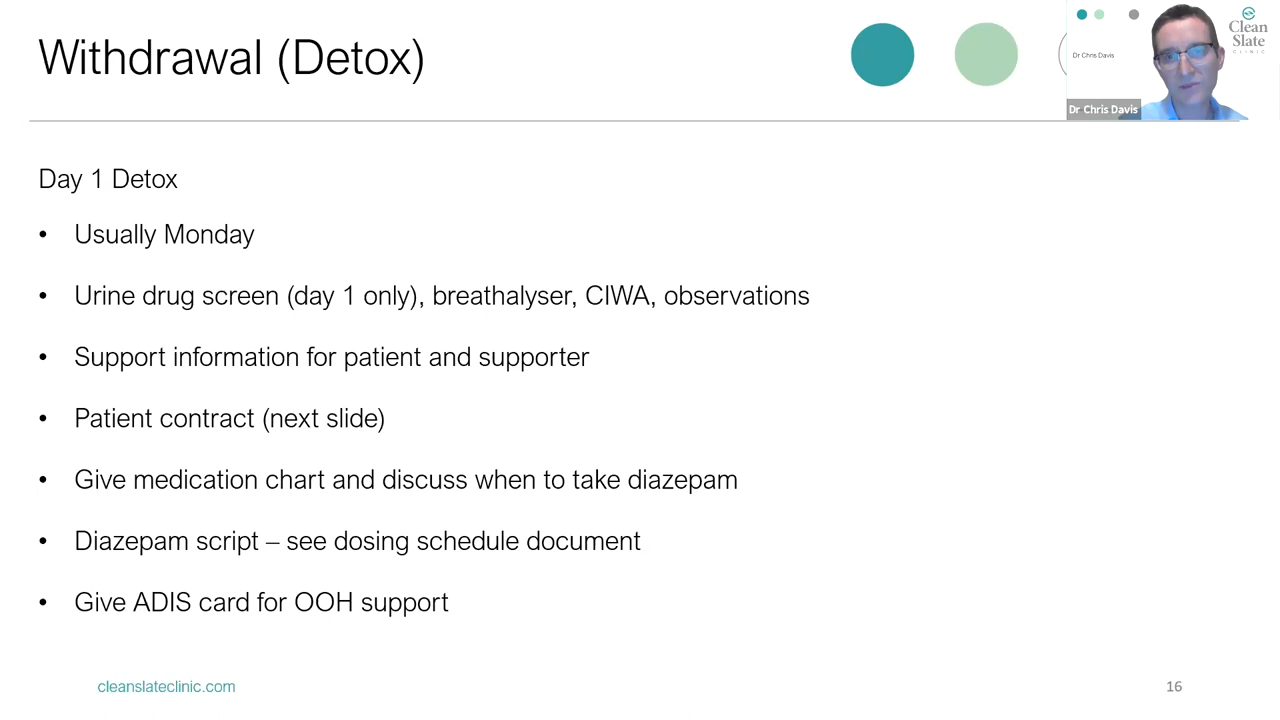 Withdrawal (Detox)
Dr Chris Davis
Clean
Slate
CLINIC
Dr Chris Davis
Day 1 Detox
• Usually Monday
• Urine drug screen (day 1 only), breathalyser, CIWA, observations
• Support information for patient and supporter
• Patient contract (next slide)
• Give medication chart and discuss when to take diazepam
• Diazepam script – see dosing schedule document
• Give ADIS card for OOH support
cleanslateclinic.com
16